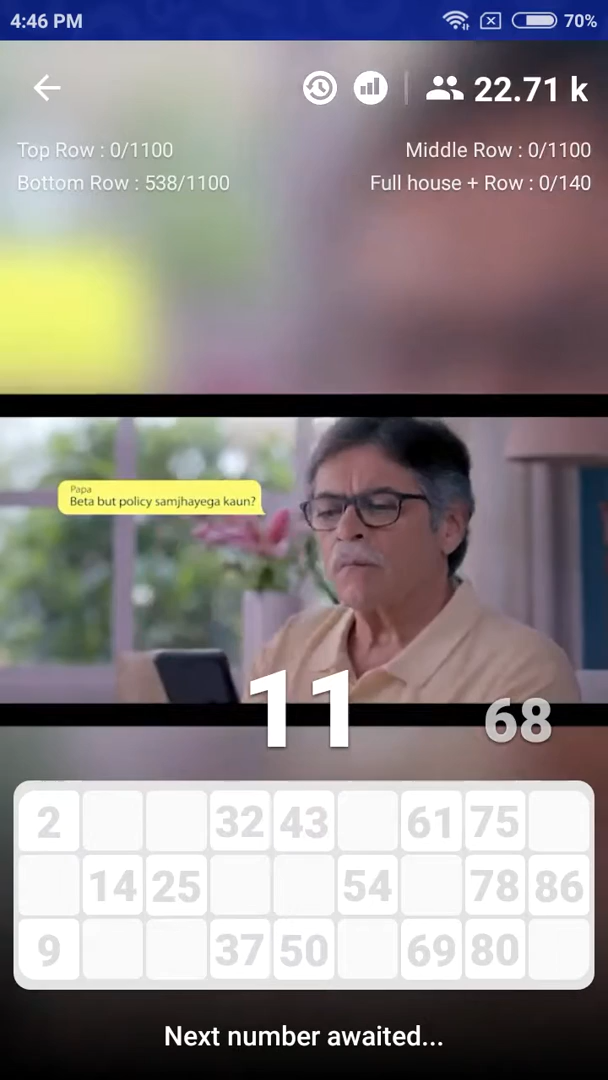 4:46 PM 70%
22.71 k
Top Row : 0/1100 Middle Row : 0/1100
Bottom Row : 538/1100 Full house + Row : 0/140
Papa
Beta but policy samjhayega kaun?
11 68
2 32 43 61 75
14 25 54 78 86
9 37 50 69 80
Next number awaited...